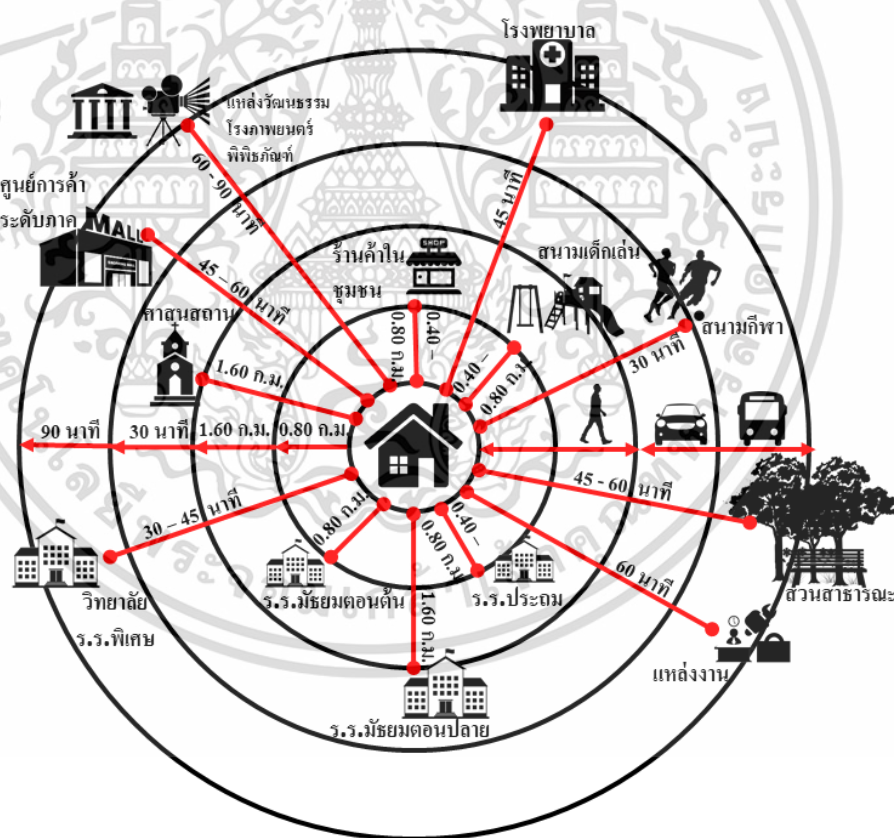 โรงพยาบาล
แหล่งวัฒนธรรม
โรงภาพยนตร์
พิพิธภัณฑ์
60 - 90 นาที
45 นาที
ศูนย์การค้า
ระดับภาค
MALL
45 – 60 นาที
SHOP
ร้านค้าใน
ชุมชน
0.40 –
0.80 ก.ม.
สนามเด็กเล่น
0.40 –
0.80 ก.ม.
สนามกีฬา
30 นาที
ศาสนสถาน
1.60 ก.ม.
90 นาที
30 นาที
1.60 ก.ม.
0.80 ก.ม.
45 - 60 นาที
สวนสาธารณะ
30 – 45 นาที
วิทยาลัย
ร.ร.พิเศษ
0.80 ก.ม.
ร.ร.มัธยมตอนต้น
0.40 –
0.80 ก.ม.
ร.ร.ประถม
60 นาที
แหล่งงาน
1.60 ก.ม.
ร.ร.มัธยมตอนปลาย